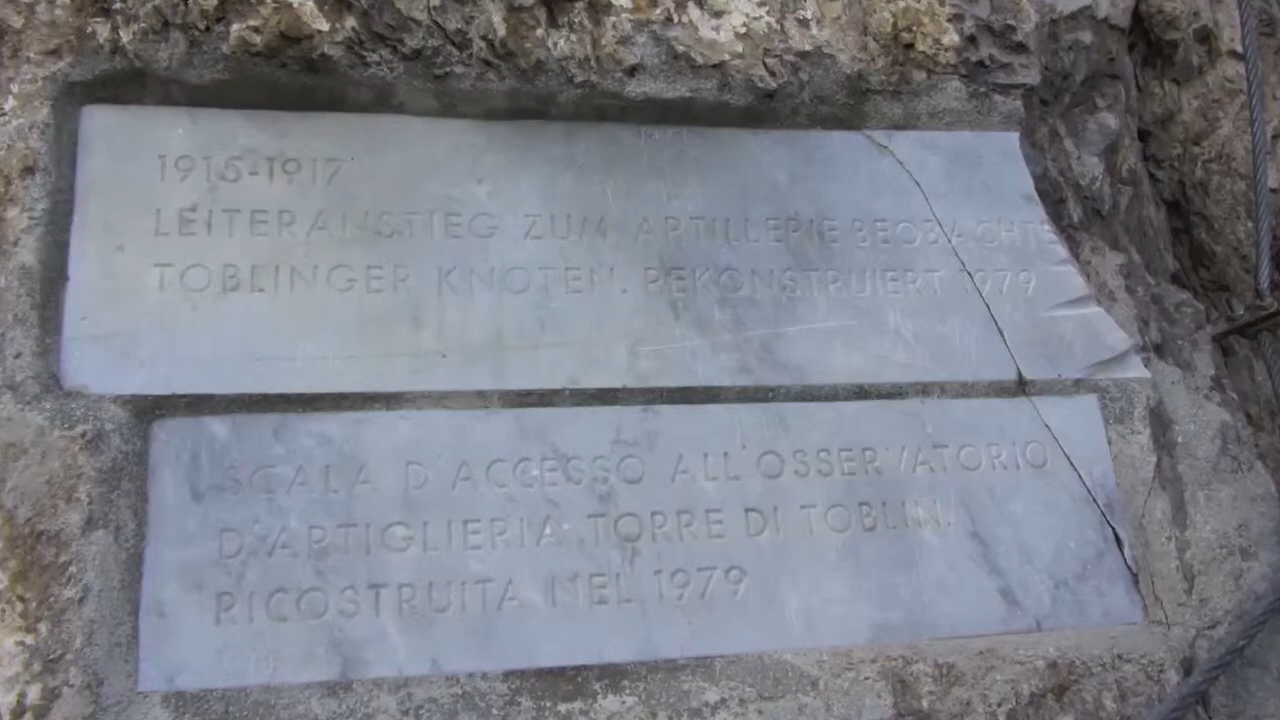 1915-1917
LEITERANSTIEG ZUM ARTILLERIE BEOBACHTE
TOBLINGER KNOTEN. REKONSTRUIERT 1979
SCALA D'ACCESSO ALL'OSSERVATORIO
D'ARTIGLIERIA TORRE DI TOBLIN.
RICOSTRUITA NEL 1979